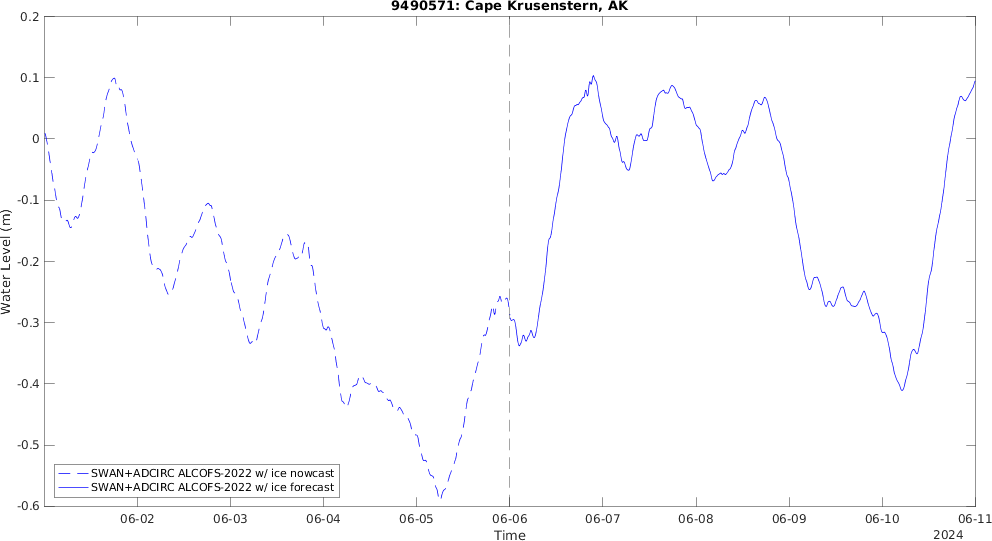 9490571: Cape Krusenstern, AK
0.2
0.1
0
-0.1
-0.2
-0.3
-0.4
-0.5
-0.6
Water Level (m)
SWAN+ADCIRC ALCOFS-2022 w/ ice nowcast
SWAN+ADCIRC ALCOFS-2022 w/ ice forecast
06-02 06-03 06-04 06-05 06-06 06-07 06-08 06-09 06-10 06-11
Time
2024